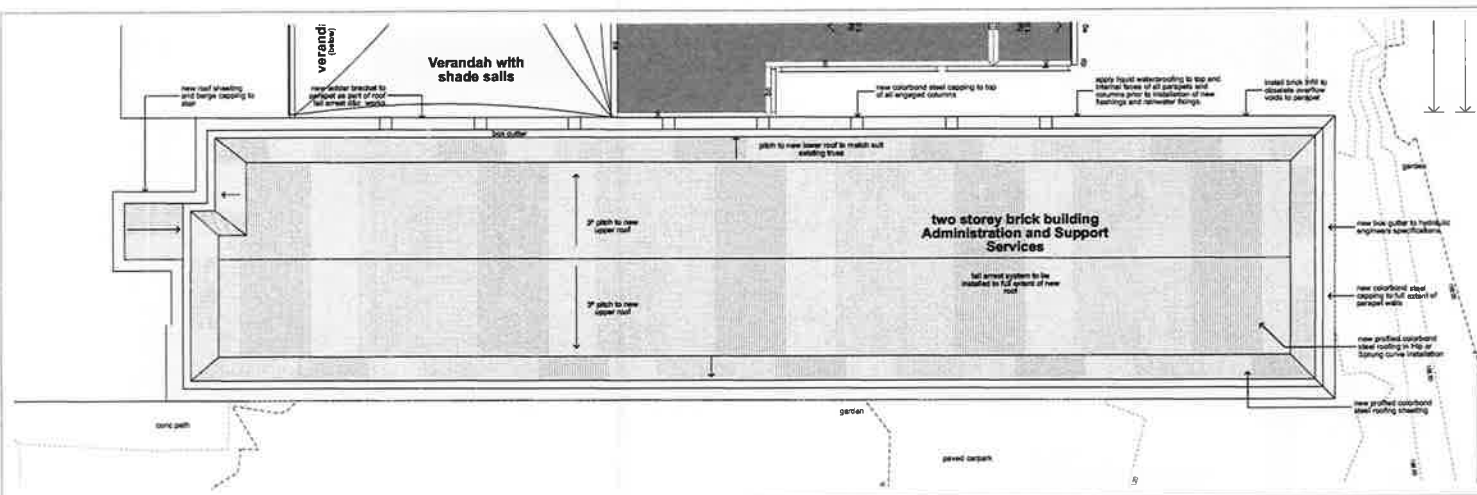 verand
(below)
Verandah with
shade sails
new roof sheeting
and barge capping to
stair
new ladder bracket to
parapet as part of roof
fall arrest works
new colorbond steel capping to top
of all engaged columns
apply liquid waterproofing to top and
internal faces of all parapets and
columns prior to installation of new
flashings and rainwater fixings.
install brick infill to
obsolete overflow
voids to parapet
box gutter
pitch to new lower roof to match suit
existing truss
garden
3° pitch to new
upper roof
two storey brick building
Administration and Support
Services
new box gutter to hydraulic
engineers specifications.
fall arrest system to be
installed to full extent of new
roof
3° pitch to new
upper roof
new colorbond steel
capping to full extent of
parapet walls
new profiled colorbond
steel roofing in Hip or
Sprung curve installation
new profiled colorbond
steel roofing sheeting
garden
conc path
paved carpark